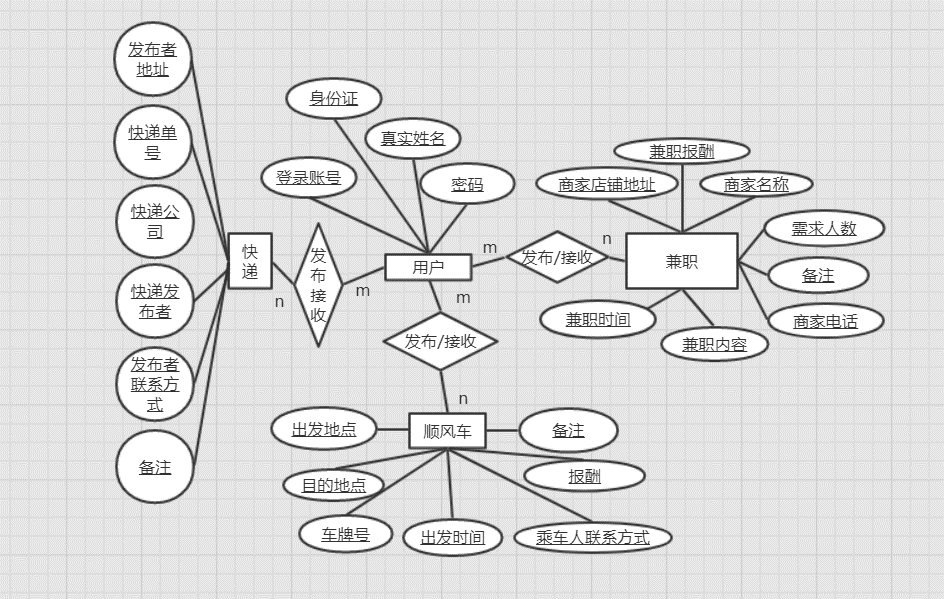 发布者
地址
快递单
号
快递公
司
快递发
布者
发布者
联系方
式
备注
快
递
n
发
布
接
收
m
身份证
真实姓名
登录账号
密码
用户
m
发布/接收
n
兼职
兼职报酬
商家店铺地址
商家名称
需求人数
备注
商家电话
兼职时间
兼职内容
m
发布/接收
n
顺风车
出发地点
备注
目的地点
报酬
车牌号
出发时间
乘车人联系方式